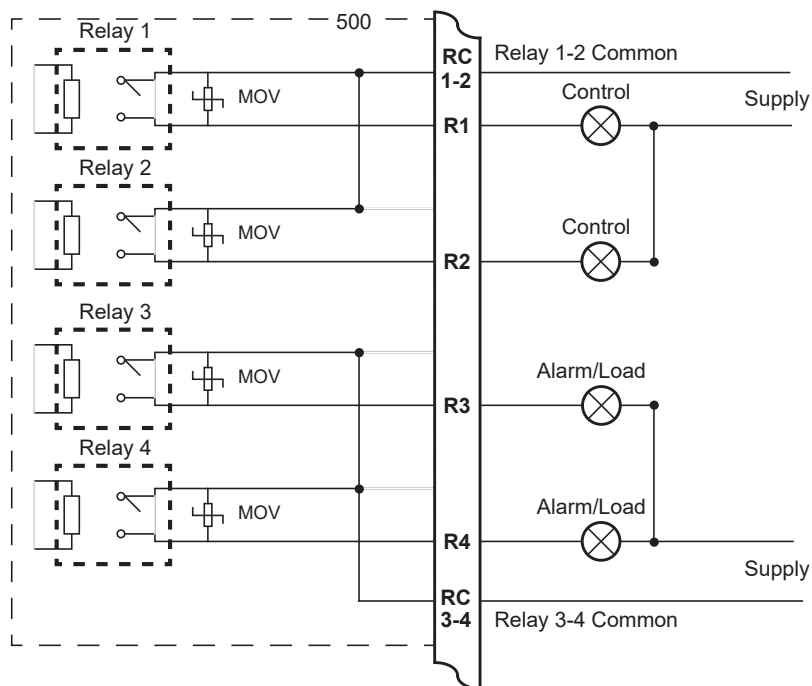 500
Relay 1
RC
1-2
Relay 1-2 Common
MOV
Control
Supply
R1
Relay 2
MOV
Control
R2
Relay 3
MOV
Alarm/Load
R3
Relay 4
MOV
Alarm/Load
R4
Supply
RC
3-4
Relay 3-4 Common